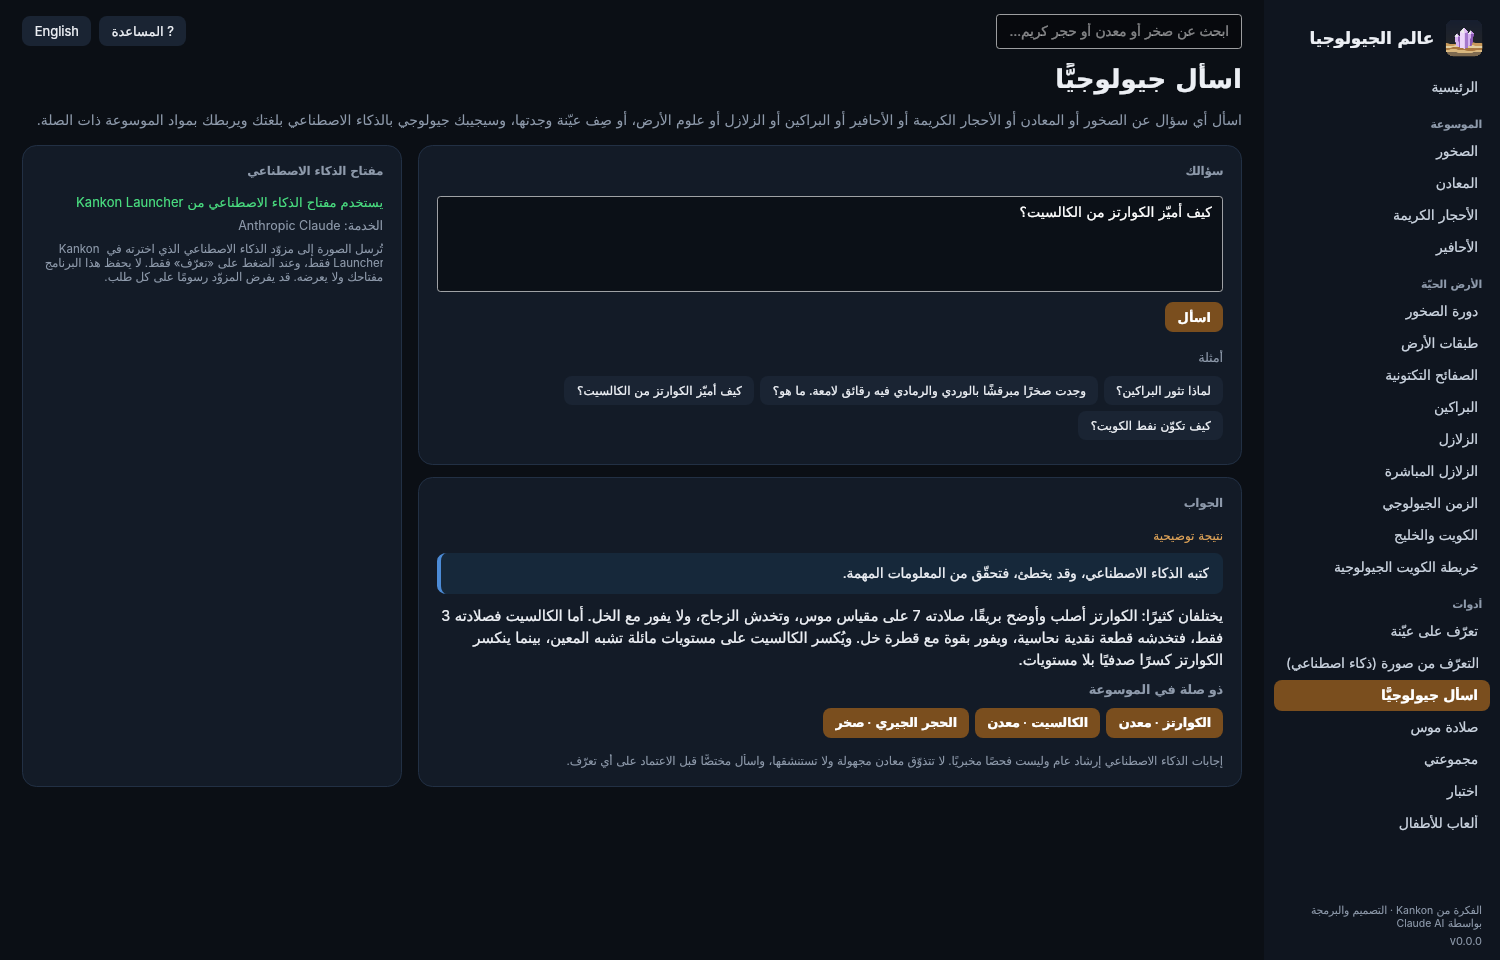 عالم الجيولوجيا
الرئيسية
الموسوعة
الصخور
المعادن
الأحجار الكريمة
الأحافير
الأرض الحيّة
دورة الصخور
طبقات الأرض
الصفائح التكتونية
البراكين
الزلازل
الزلازل المباشرة
الزمن الجيولوجي
الكويت والخليج
خريطة الكويت الجيولوجية
أدوات
تعرّف على عيّنة
التعرّف من صورة (ذكاء اصطناعي)
اسأل جيولوجيًّا
صلادة موس
مجموعتي
اختبار
ألعاب للأطفال
الفكرة من Kankon · التصميم والبرمجة
بواسطة Claude AI
v0.0.0
ابحث عن صخر أو معدن أو حجر كريم...
? المساعدة
English
اسأل جيولوجيًّا
اسأل أي سؤال عن الصخور أو المعادن أو الأحجار الكريمة أو الأحافير أو البراكين أو الزلازل أو علوم الأرض، أو صِف عيّنة وجدتها، وسيجيبك جيولوجي بالذكاء الاصطناعي بلغتك ويربطك بمواد الموسوعة ذات الصلة.
سؤالك
كيف أميّز الكوارتز من الكالسيت؟
اسأل
أمثلة
لماذا تثور البراكين؟
وجدت صخرًا مبرقشًا بالوردي والرمادي فيه رقائق لامعة. ما هو؟
كيف أميّز الكوارتز من الكالسيت؟
كيف تكوّن نفط الكويت؟
الجواب
نتيجة توضيحية
كتبه الذكاء الاصطناعي، وقد يخطئ، فتحقّق من المعلومات المهمة.
يختلفان كثيرًا: الكوارتز أصلب وأوضح بريقًا، صلادته 7 على مقياس موس، وتخدش الزجاج، ولا يفور مع الخل. أما الكالسيت فصلادته 3
فقط، فتخدشه قطعة نقدية نحاسية، ويفور بقوة مع قطرة خل. ويُكسر الكالسيت على مستويات مائلة تشبه المعين، بينما ينكسر
الكوارتز كسرًا صدفيًا بلا مستويات.
ذو صلة في الموسوعة
الكوارتز · معدن
الكالسيت · معدن
الحجر الجيري · صخر
إجابات الذكاء الاصطناعي إرشاد عام وليست فحصًا مخبريًا. لا تتذوّق معادن مجهولة ولا تستنشقها، واسأل مختصًّا قبل الاعتماد على أي تعرّف.
مفتاح الذكاء الاصطناعي
يستخدم مفتاح الذكاء الاصطناعي من Kankon Launcher
الخدمة: Anthropic Claude
تُرسل الصورة إلى مزوّد الذكاء الاصطناعي الذي اخترته في Kankon
Launcher فقط، وعند الضغط على «تعرّف» فقط. لا يحفظ هذا البرنامج
مفتاحك ولا يعرضه. قد يفرض المزوّد رسومًا على كل طلب.